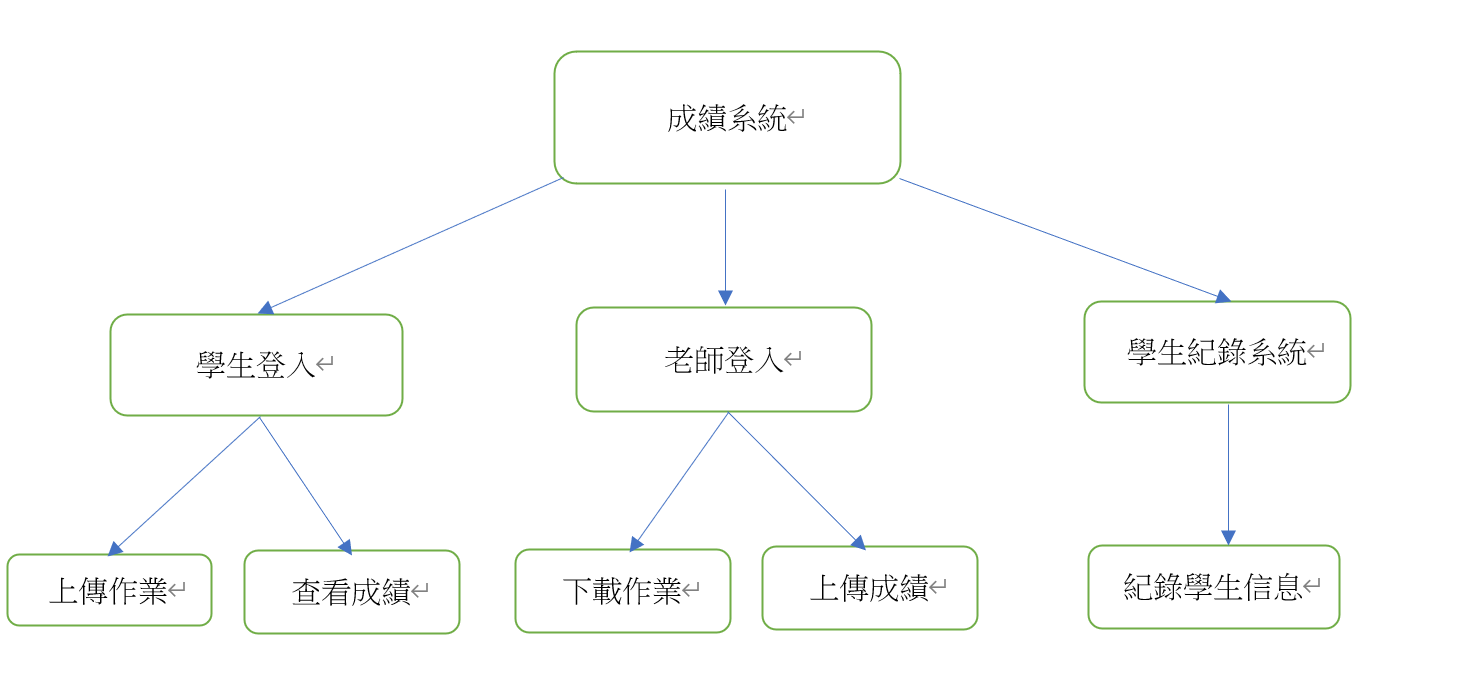 成績系統↵
學生登入↵
老師登入↵
學生紀錄系統↵
上傳作業↵
查看成績↵
下載作業↵
上傳成績↵
紀錄學生信息↵